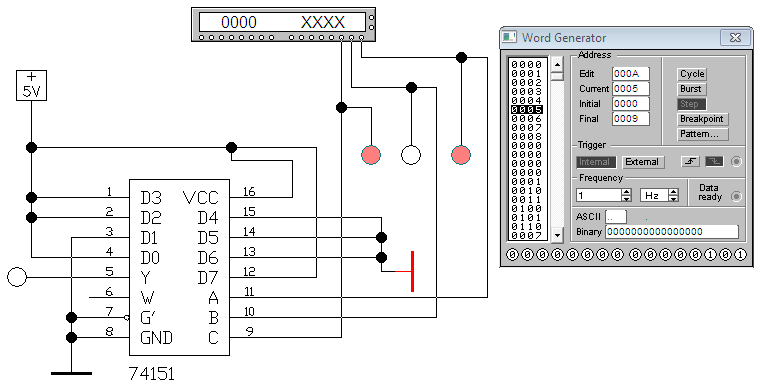 0000 XXXX
+
5V
1 D3 VCC 16
2 D2 D4 15
3 D1 D5 14
4 D0 D6 13
5 Y D7 12
6 W A 11
7 G' B 10
8 GND C 9
74151
Word Generator
0000
0001
0002
0003
0004
0005
0006
0007
0008
0000
0000
0000
0001
0010
0011
0100
0101
0110
0007
Address
Edit 000A
Current 0005
Initial 0000
Final 0009
Cycle
Burst
Step
Breakpoint
Pattern...
Trigger
Internal External
Frequency
1 Hz
Data ready
ASCII .. .
Binary 0000000000000000
0 0 0 0 0 0 0 0 0 0 0 0 0 1 0 1